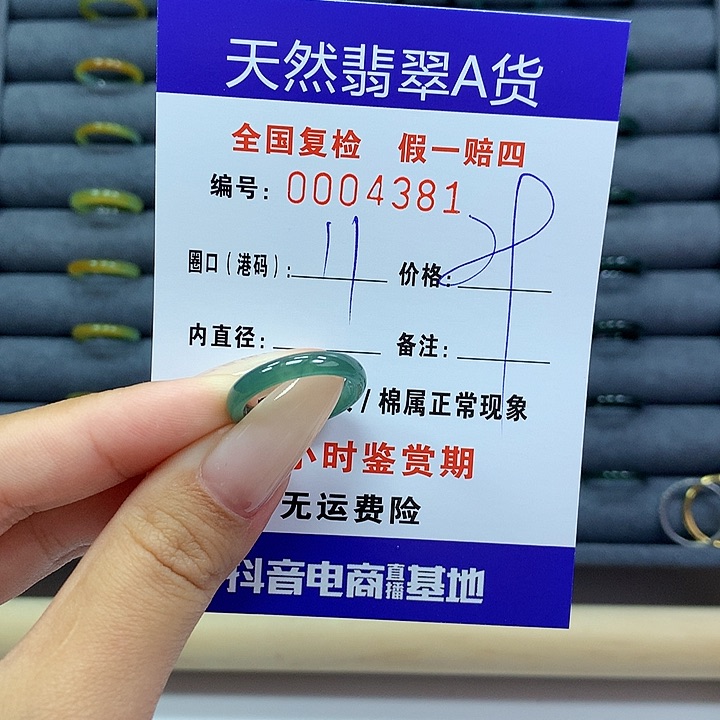 天然翡翠A货
全国复检 假一赔四
编号：0004381
圈口（港码）：11 价格：
内直径： 备注：
/ 棉属正常现象
小时鉴赏期
无运费险
抖音电商直播基地